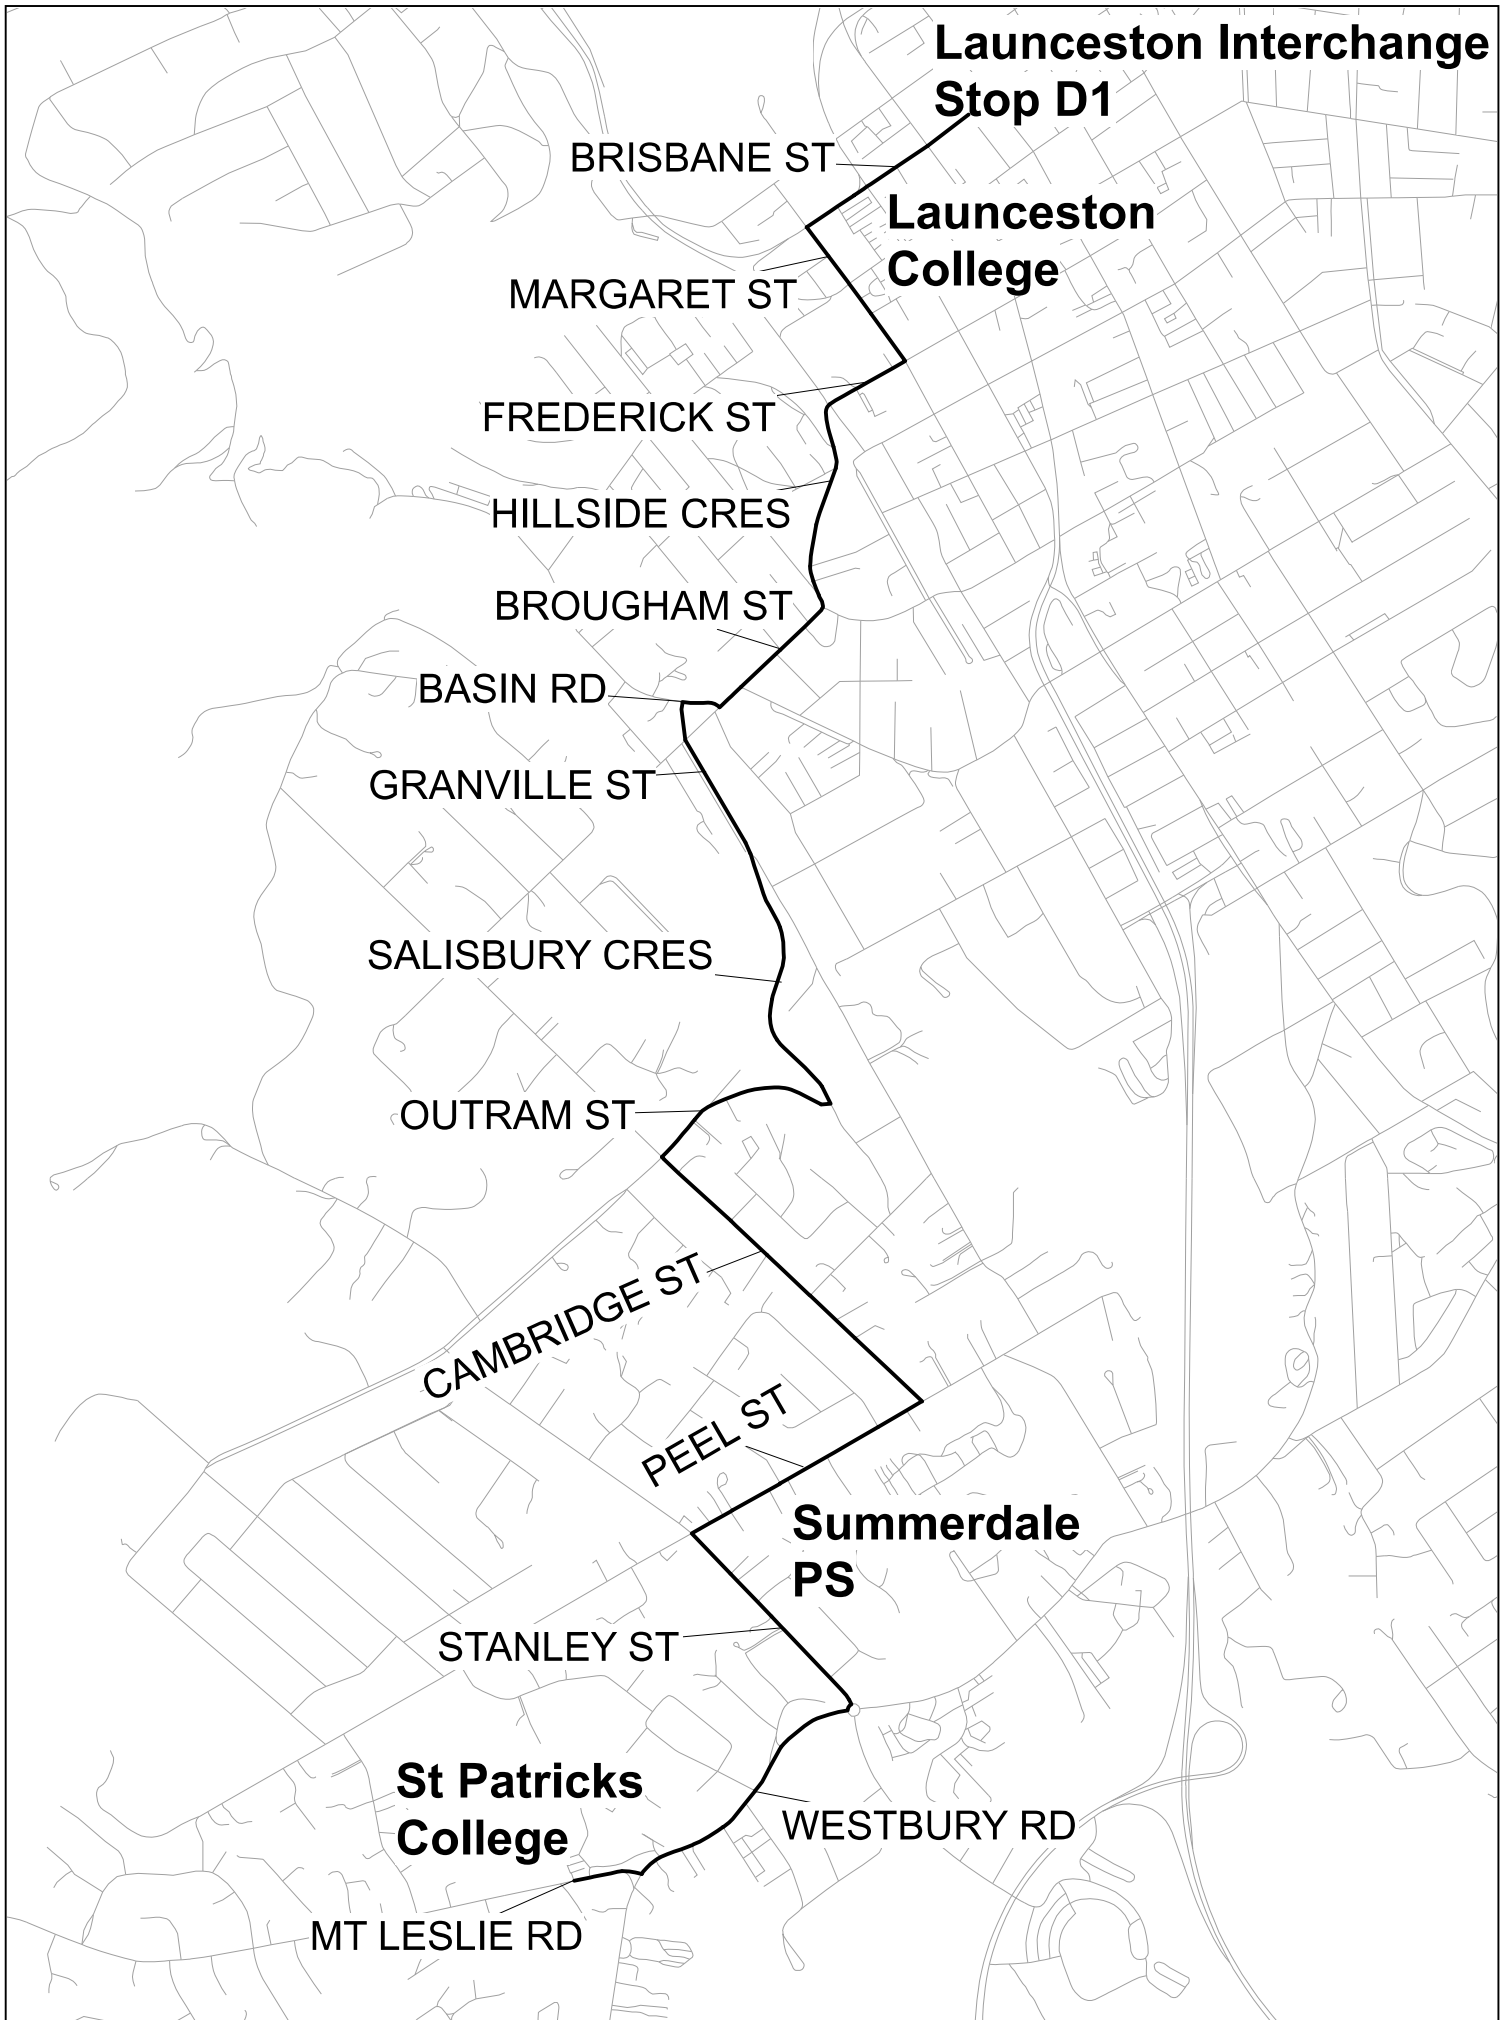 Launceston Interchange
Stop D1
BRISBANE ST
Launceston
College
MARGARET ST
FREDERICK ST
HILLSIDE CRES
BROUGHAM ST
BASIN RD
GRANVILLE ST
SALISBURY CRES
OUTRAM ST
CAMBRIDGE ST
PEEL ST
Summerdale
PS
STANLEY ST
St Patricks
College
WESTBURY RD
MT LESLIE RD